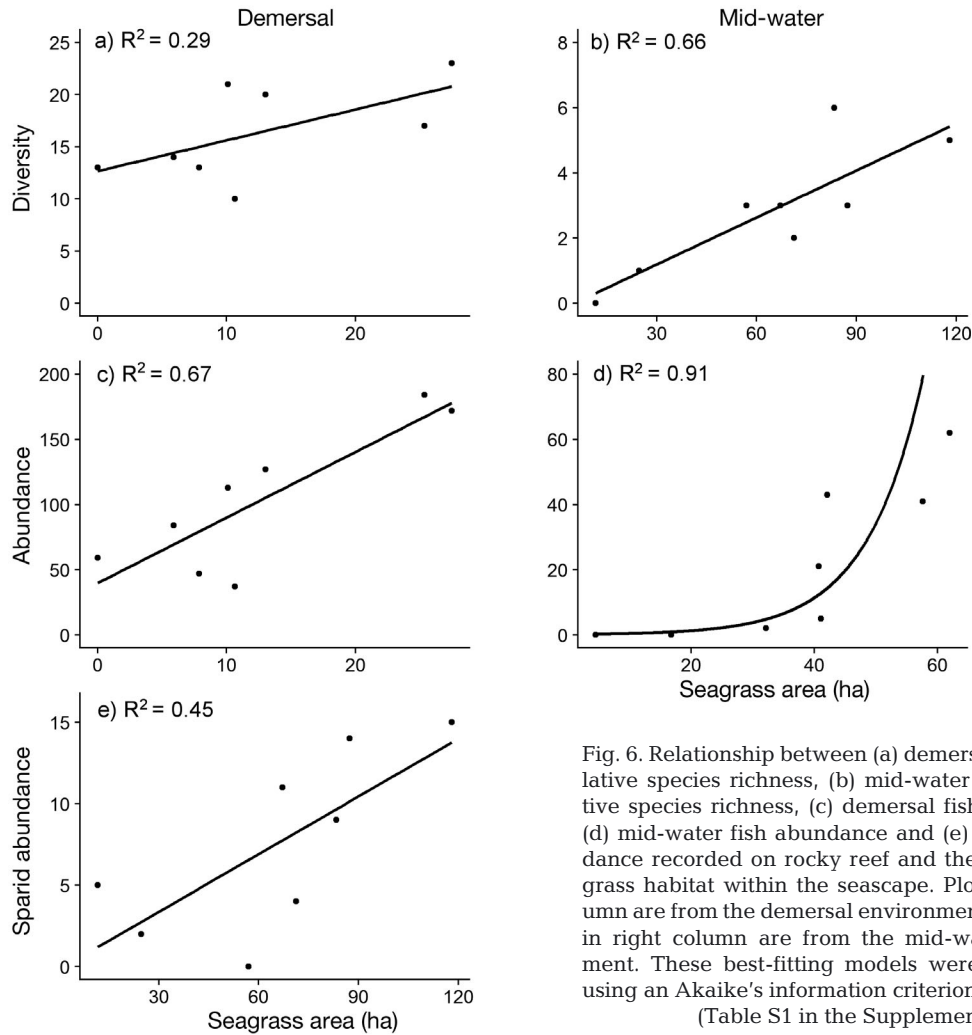 Demersal
Mid-water
a) R² = 0.29
25
20
15
10
5
0
Diversity
0 10 20
b) R² = 0.66
8
6
4
2
0
30 60 90 120
c) R² = 0.67
200
150
100
50
0
Abundance
0 10 20
d) R² = 0.91
80
60
40
20
0
20 40 60
Seagrass area (ha)
e) R² = 0.45
15
10
5
0
Sparid abundance
30 60 90 120
Seagrass area (ha)
Fig. 6. Relationship between (a) demers
lative species richness, (b) mid-water
tive species richness, (c) demersal fish
(d) mid-water fish abundance and (e)
dance recorded on rocky reef and the
grass habitat within the seascape. Plo
umn are from the demersal environmen
in right column are from the mid-wa
ment. These best-fitting models were
using an Akaike's information criterion
(Table S1 in the Supplemen